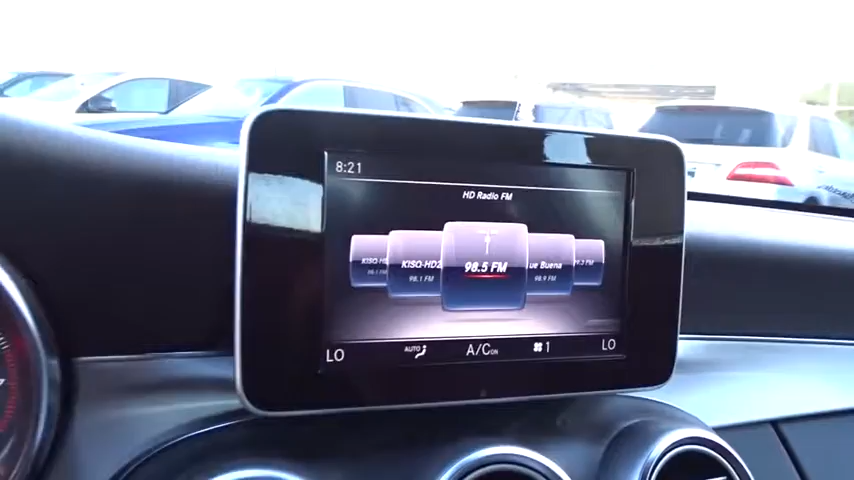 8:21
HD Radio FM
KISQ-HD2
98.1 FM
98.5 FM
ue Buena
98.9 FM
LO
AUTO
A/C ON
1
LO